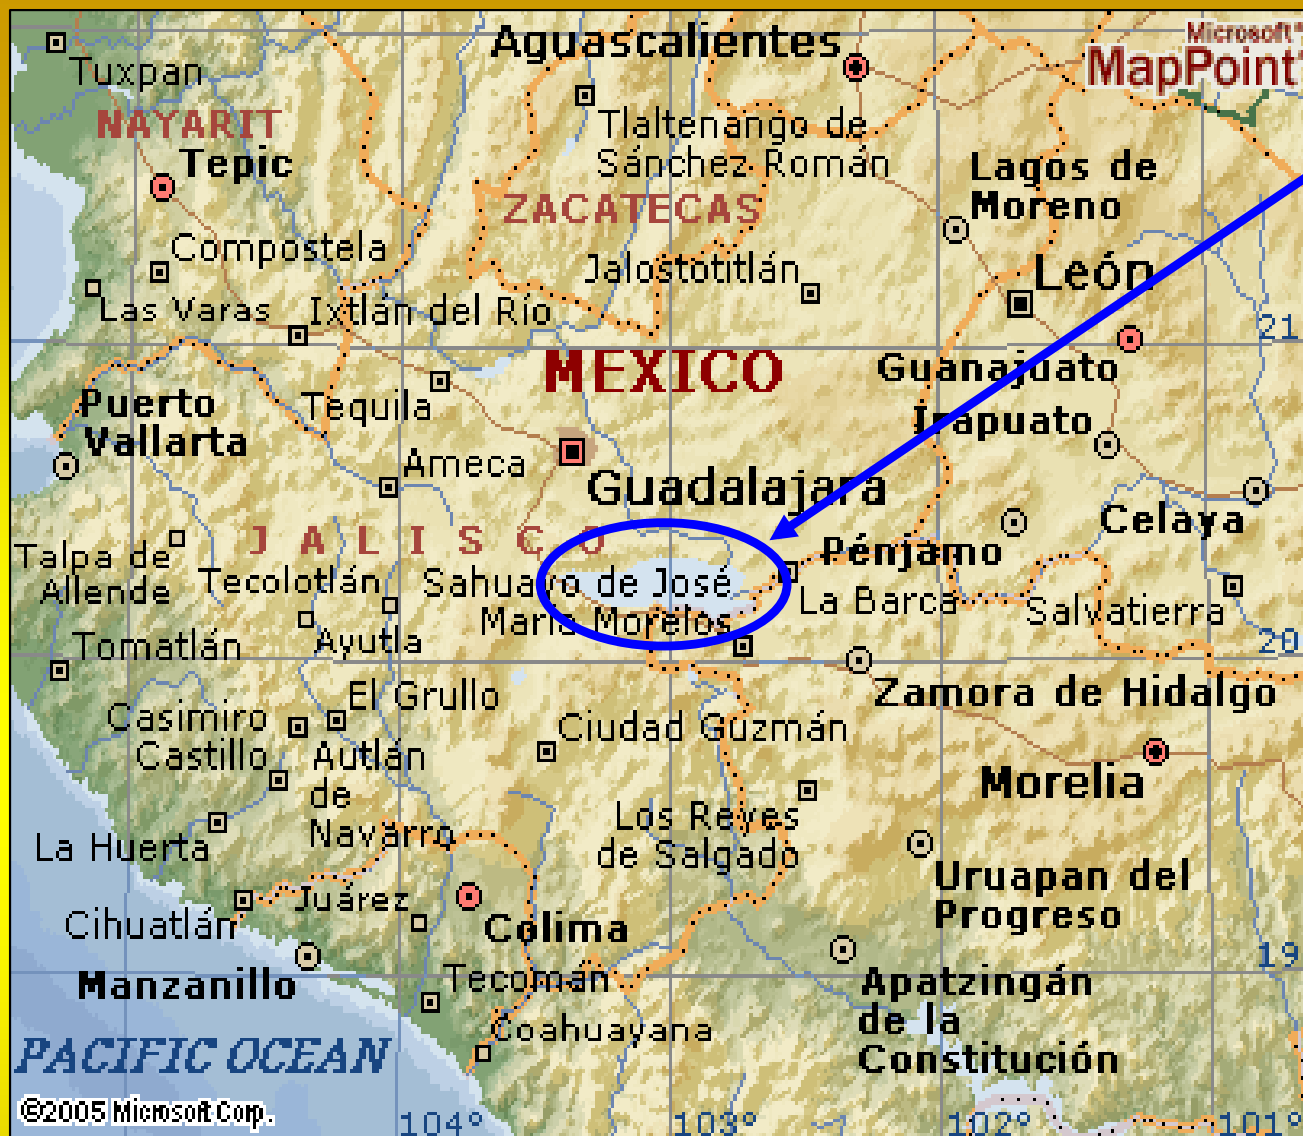 Aguascalientes
Microsoft®
MapPoint®
Tuxpan
NAYARIT
Tlaltenango de
Sánchez Román
Tepic
Lagos de
Moreno
ZACATECAS
Compostela
Jalostotitlán
León
Las Varas
Ixtlán del Río
21
MEXICO
Guanajuato
Puerto
Vallarta
Tequila
Irapuato
Ameca
Guadalajara
Celaya
JALISCO
Pénjamo
Talpa de
Allende
Tecolotlán
Sahuayo de José
María Morelos
La Barca
Salvatierra
Tomatlán
Ayutla
20
El Grullo
Zamora de Hidalgo
Casimiro
Castillo
Ciudad Guzmán
Autlán
de
Navarro
Morelia
Los Reyes
de Salgado
La Huerta
Uruapan del
Progreso
Juárez
Cihuatlán
Colima
19
Manzanillo
Tecomán
Apatzingán
de la
Constitución
Coahuayana
PACIFIC OCEAN
©2005 Microsoft Corp.
104°
103°
102°
101°